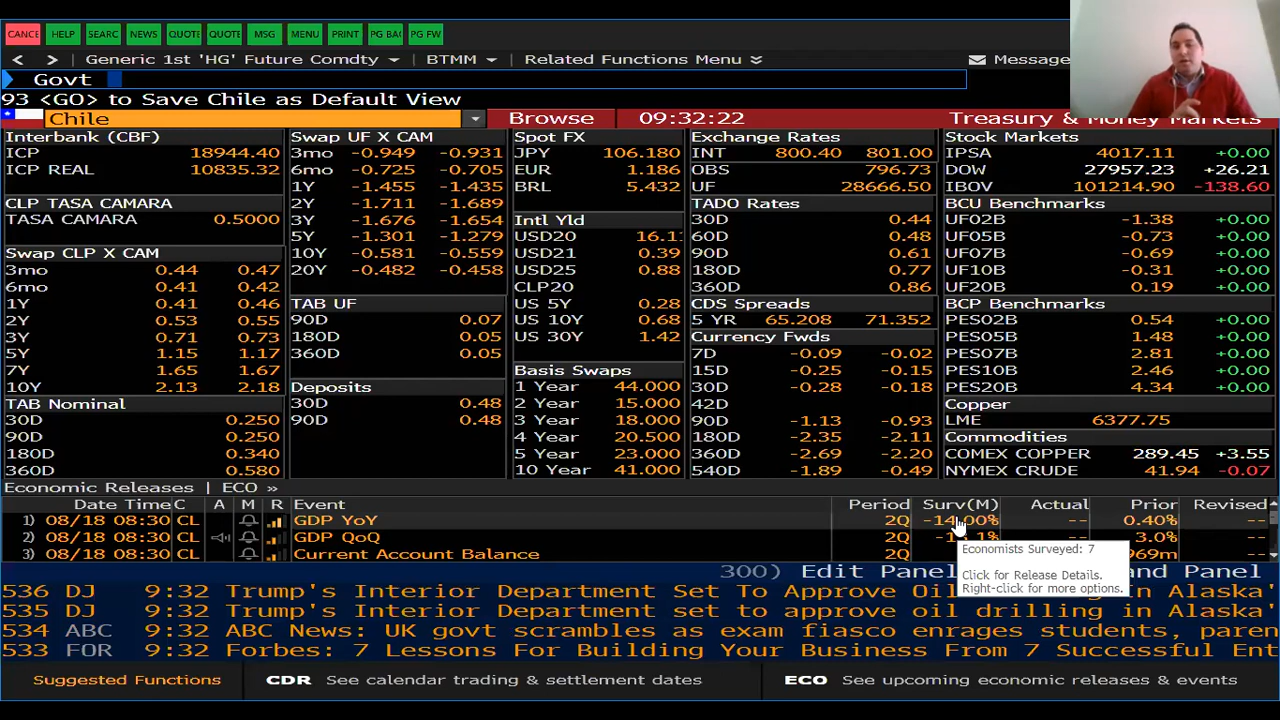 CANCE HELP SEARC NEWS QUOTE QUOTE MSG MENU PRINT PG BAC PG FW
< > Generic 1st 'HG' Future Comdty BTMM Related Functions Menu Message
Govt
93 <GO> to Save Chile as Default View
Chile Browse 09:32:22 Treasury & Money Markets
Interbank (CBF)
ICP 18944.40
ICP REAL 10835.32
CLP TASA CAMARA
TASA CAMARA 0.5000
Swap CLP X CAM
3mo 0.44 0.47
6mo 0.41 0.42
1Y 0.41 0.46
2Y 0.53 0.55
3Y 0.71 0.73
5Y 1.15 1.17
7Y 1.65 1.67
10Y 2.13 2.18
TAB Nominal
30D 0.250
90D 0.250
180D 0.340
360D 0.580
Swap UF X CAM
3mo -0.949 -0.931
6mo -0.725 -0.705
1Y -1.455 -1.435
2Y -1.711 -1.689
3Y -1.676 -1.654
5Y -1.301 -1.279
10Y -0.581 -0.559
20Y -0.482 -0.458
TAB UF
90D 0.07
180D 0.05
360D 0.05
Deposits
30D 0.48
90D 0.48
Spot FX
JPY 106.180
EUR 1.186
BRL 5.432
Intl Yld
USD20 16.1
USD21 0.39
USD25 0.88
CLP20
US 5Y 0.28
US 10Y 0.68
US 30Y 1.42
Basis Swaps
1 Year 44.000
2 Year 15.000
3 Year 18.000
4 Year 20.500
5 Year 23.000
10 Year 41.000
Exchange Rates
INT 800.40 801.00
OBS 796.73
UF 28666.50
TADO Rates
30D 0.44
60D 0.48
90D 0.61
180D 0.77
360D 0.86
CDS Spreads
5 YR 65.208 71.352
Currency Fwds
7D -0.09 -0.02
15D -0.25 -0.15
30D -0.28 -0.18
42D
90D -1.13 -0.93
180D -2.35 -2.11
360D -2.69 -2.20
540D -1.89 -0.49
Stock Markets
IPSA 4017.11 +0.00
DOW 27957.23 +26.21
IBOV 101214.90 -138.60
BCU Benchmarks
UF02B -1.38 +0.00
UF05B -0.73 +0.00
UF07B -0.69 +0.00
UF10B -0.31 +0.00
UF20B 0.19 +0.00
BCP Benchmarks
PES02B 0.54 +0.00
PES05B 1.48 +0.00
PES07B 2.81 +0.00
PES10B 2.46 +0.00
PES20B 4.34 +0.00
Copper
LME 6377.75
Commodities
COMEX COPPER 289.45 +3.55
NYMEX CRUDE 41.94 -0.07
Economic Releases | ECO »
Date Time C A M R Event Period Surv(M) Actual Prior Revised
1) 08/18 08:30 CL GDP YoY 2Q -14.00% -- 0.40% --
2) 08/18 08:30 CL GDP QoQ 2Q -- 3.0% --
3) 08/18 08:30 CL Current Account Balance 2Q 969m --
Economists Surveyed: 7
Click for Release Details.
Right-click for more options.
300) Edit Panel and Panel
536 DJ 9:32 Trump's Interior Department Set To Approve Oil in Alaska'
535 DJ 9:32 Trump's Interior Department set to approve oil drilling in Alaska'
534 ABC 9:32 ABC News: UK govt scrambles as exam fiasco enrages students, paren
533 FOR 9:32 Forbes: 7 Lessons For Building Your Business From 7 Successful Ent
Suggested Functions CDR See calendar trading & settlement dates ECO See upcoming economic releases & events